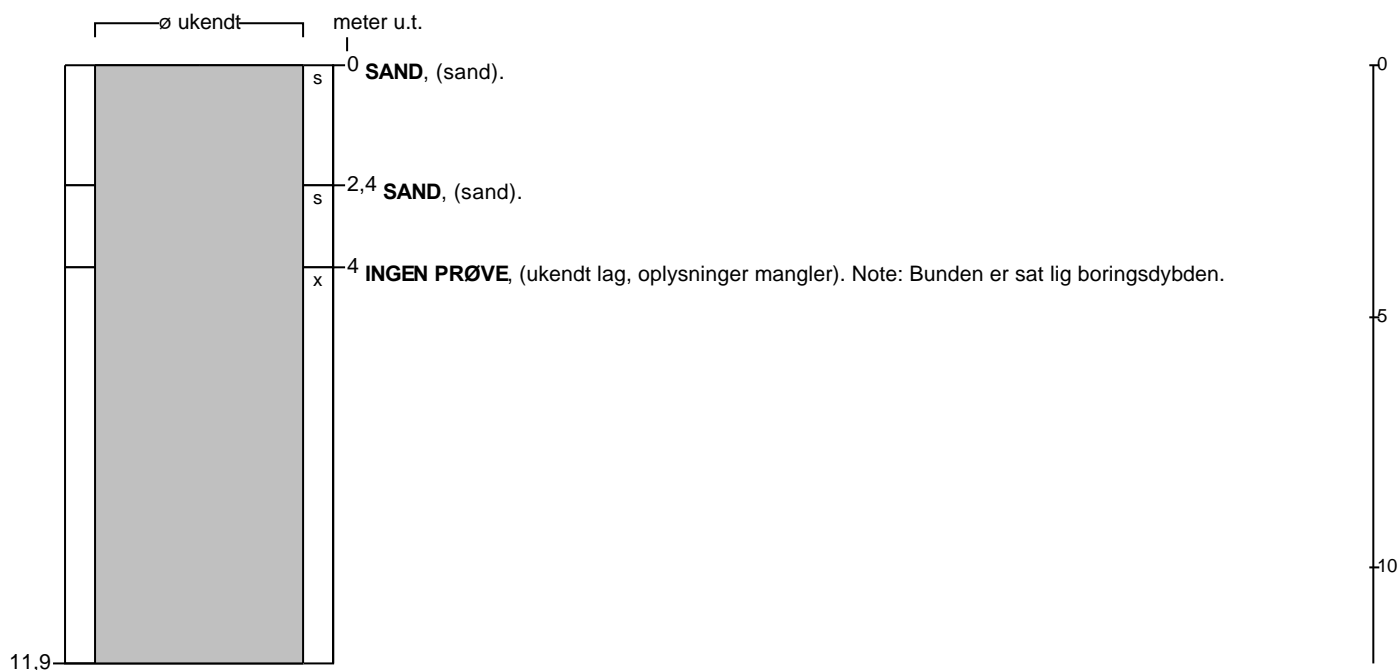 ø ukendt meter u.t.
0 SAND, (sand). 0
s
2,4 SAND, (sand).
s
4 INGEN PRØVE, (ukendt lag, oplysninger mangler). Note: Bunden er sat lig boringsdybden.
x
5
10
11,9